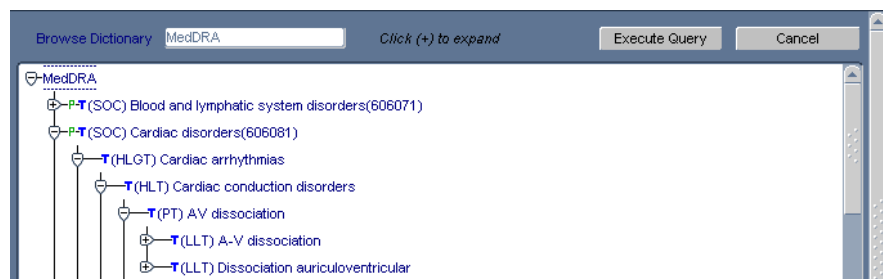 Browse Dictionary MedDRA Click (+) to expand Execute Query Cancel
MedDRA
P-T (SOC) Blood and lymphatic system disorders(606071)
P-T (SOC) Cardiac disorders(606081)
T (HLGT) Cardiac arrhythmias
T (HLT) Cardiac conduction disorders
T (PT) AV dissociation
T (LLT) A-V dissociation
T (LLT) Dissociation auriculoventricular